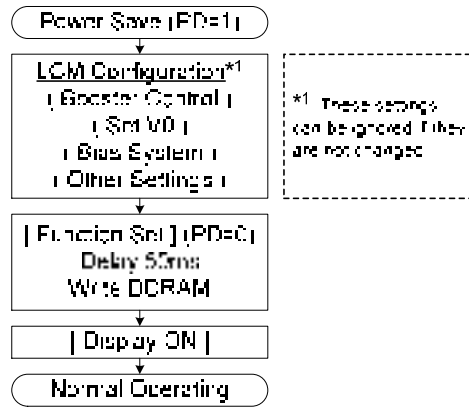 Power Save (PD=1)
LCM Configuration*1
[ Booster Control ]
[ Set V0 ]
[ Bias System ]
[ Other Settings ]
*1 These settings
can be ignored if they
are not changed
[ Function Set ] (PD=0)
Delay 50ms
Write DDRAM
[ Display ON ]
Normal Operating